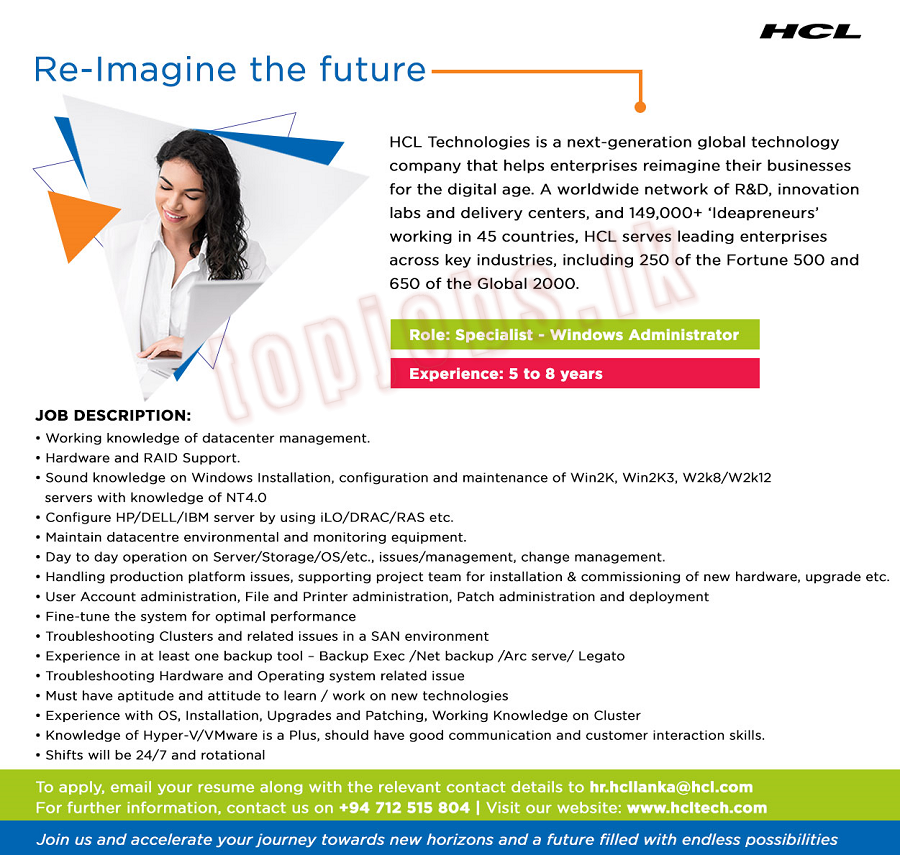 HCL
Re-Imagine the future
HCL Technologies is a next-generation global technology
company that helps enterprises reimagine their businesses
for the digital age. A worldwide network of R&D, innovation
labs and delivery centers, and 149,000+ ‘Ideapreneurs’
working in 45 countries, HCL serves leading enterprises
across key industries, including 250 of the Fortune 500 and
650 of the Global 2000.
topjobs.lk
Role: Specialist - Windows Administrator
Experience: 5 to 8 years
JOB DESCRIPTION:
• Working knowledge of datacenter management.
• Hardware and RAID Support.
• Sound knowledge on Windows Installation, configuration and maintenance of Win2K, Win2K3, W2k8/W2k12
servers with knowledge of NT4.0
• Configure HP/DELL/IBM server by using iLO/DRAC/RAS etc.
• Maintain datacentre environmental and monitoring equipment.
• Day to day operation on Server/Storage/OS/etc., issues/management, change management.
• Handling production platform issues, supporting project team for installation & commissioning of new hardware, upgrade etc.
• User Account administration, File and Printer administration, Patch administration and deployment
• Fine-tune the system for optimal performance
• Troubleshooting Clusters and related issues in a SAN environment
• Experience in at least one backup tool – Backup Exec /Net backup /Arc serve/ Legato
• Troubleshooting Hardware and Operating system related issue
• Must have aptitude and attitude to learn / work on new technologies
• Experience with OS, Installation, Upgrades and Patching, Working Knowledge on Cluster
• Knowledge of Hyper-V/VMware is a Plus, should have good communication and customer interaction skills.
• Shifts will be 24/7 and rotational
To apply, email your resume along with the relevant contact details to hr.hcllanka@hcl.com
For further information, contact us on +94 712 515 804 | Visit our website: www.hcltech.com
Join us and accelerate your journey towards new horizons and a future filled with endless possibilities